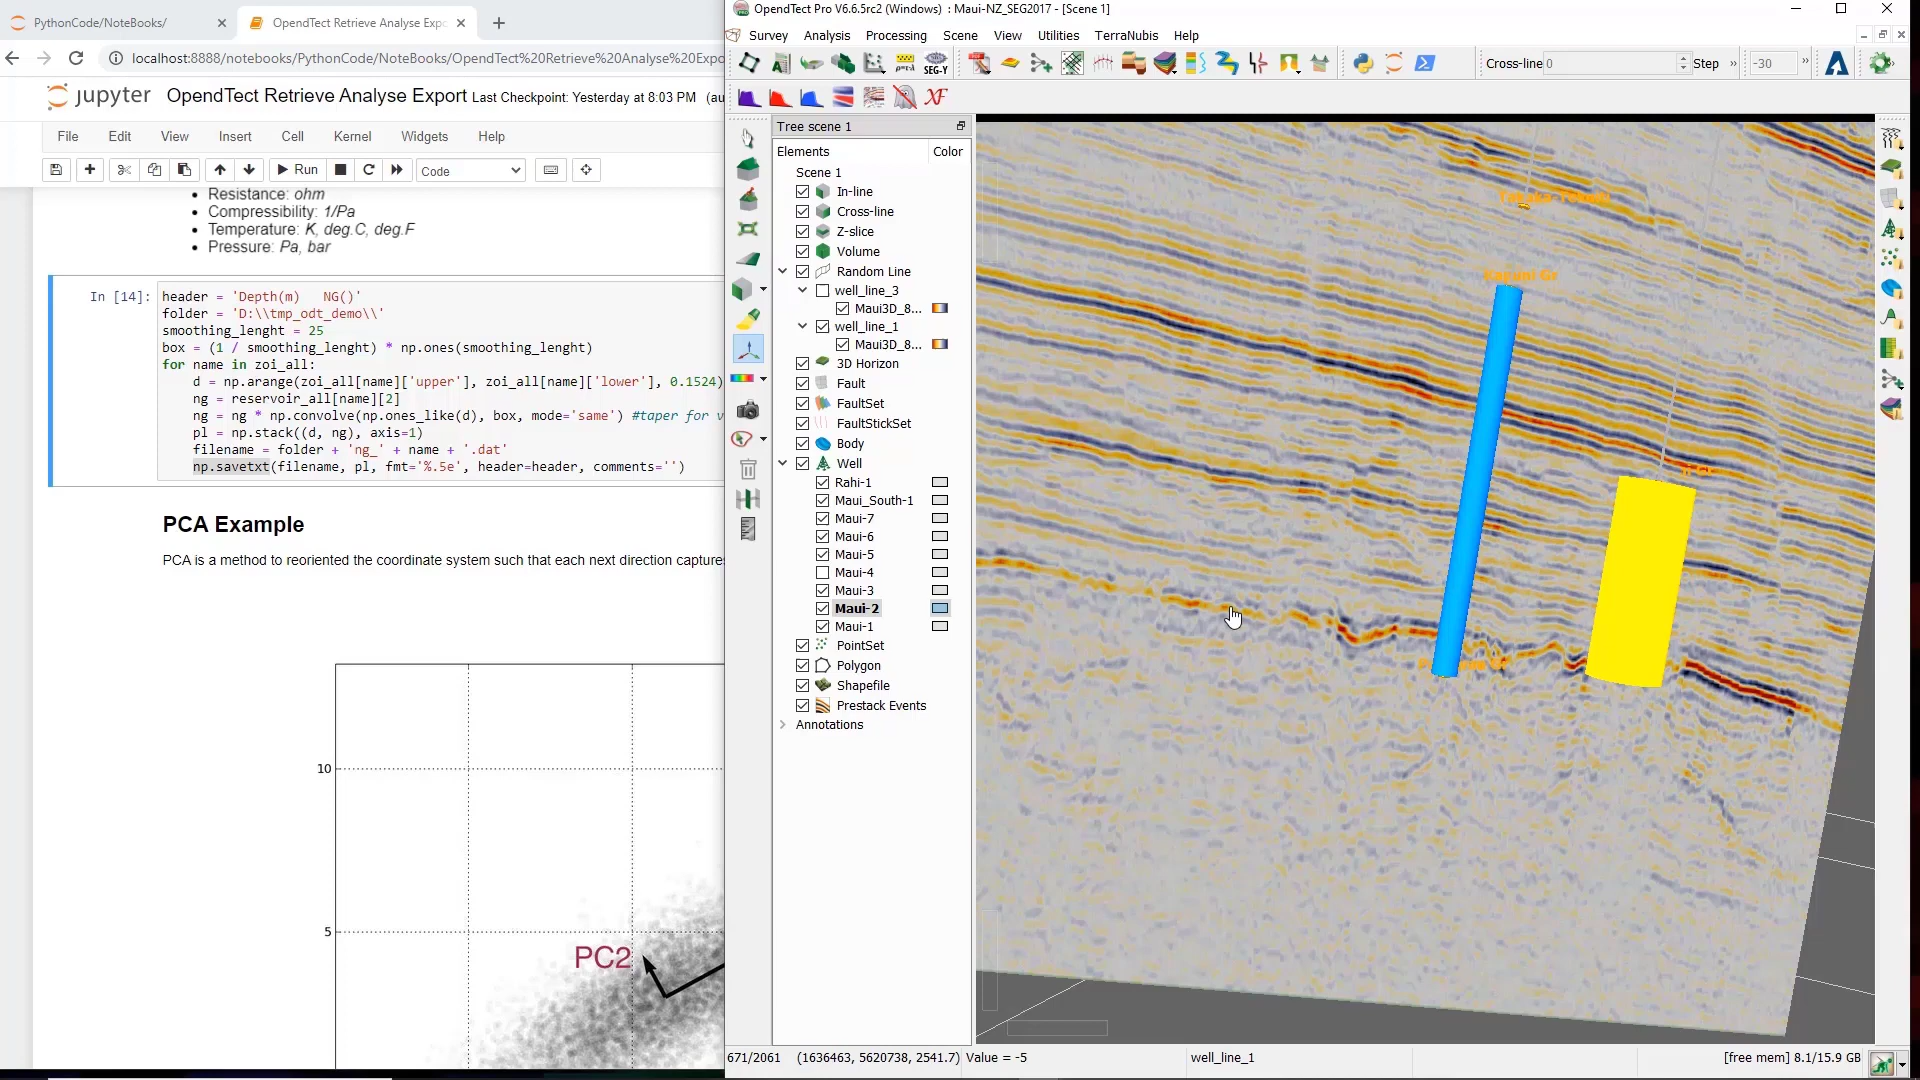 PythonCode/NoteBooks/
OpendTect Retrieve Analyse Expo
localhost:8888/notebooks/PythonCode/NoteBooks/OpendTect%20Retrieve%20Analyse%20Expo
jupyter OpendTect Retrieve Analyse Export Last Checkpoint: Yesterday at 8:03 PM (au
File Edit View Insert Cell Kernel Widgets Help
Run Code
Resistance: ohm
Compressibility: 1/Pa
Temperature: K, deg.C, deg.F
Pressure: Pa, bar
In [14]: header = 'Depth(m)   NG()'
folder = 'D:\\tmp_odt_demo\\'
smoothing_lenght = 25
box = (1 / smoothing_lenght) * np.ones(smoothing_lenght)
for name in zoi_all:
d = np.arange(zoi_all[name]['upper'], zoi_all[name]['lower'], 0.1524)
ng = reservoir_all[name][2]
ng = ng * np.convolve(np.ones_like(d), box, mode='same') #taper for v
pl = np.stack((d, ng), axis=1)
filename = folder + 'ng_' + name + '.dat'
np.savetxt(filename, pl, fmt='%.5e', header=header, comments='')
PCA Example
PCA is a method to reoriented the coordinate system such that each next direction capture
10
5
PC2
OpendTect Pro V6.6.5rc2 (Windows) : Maui-NZ_SEG2017 - [Scene 1]
Survey Analysis Processing Scene View Utilities TerraNubis Help
SEG-Y
Cross-line 0 Step » -30 »
XF
Tree scene 1
Elements Color
Scene 1
In-line
Cross-line
Z-slice
Volume
Random Line
well_line_3
Maui3D_8...
well_line_1
Maui3D_8...
3D Horizon
Fault
FaultSet
FaultStickSet
Body
Well
Rahi-1
Maui_South-1
Maui-7
Maui-6
Maui-5
Maui-4
Maui-3
Maui-2
Maui-1
PointSet
Polygon
Shapefile
Prestack Events
Annotations
Kapuni Gr
671/2061 (1636463, 5620738, 2541.7) Value = -5 well_line_1 [free mem] 8.1/15.9 GB